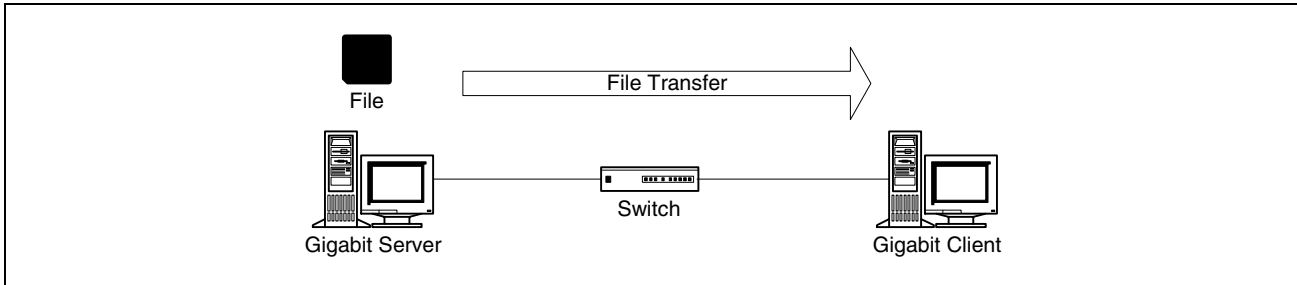 File Transfer
File
Switch
Gigabit Server
Gigabit Client